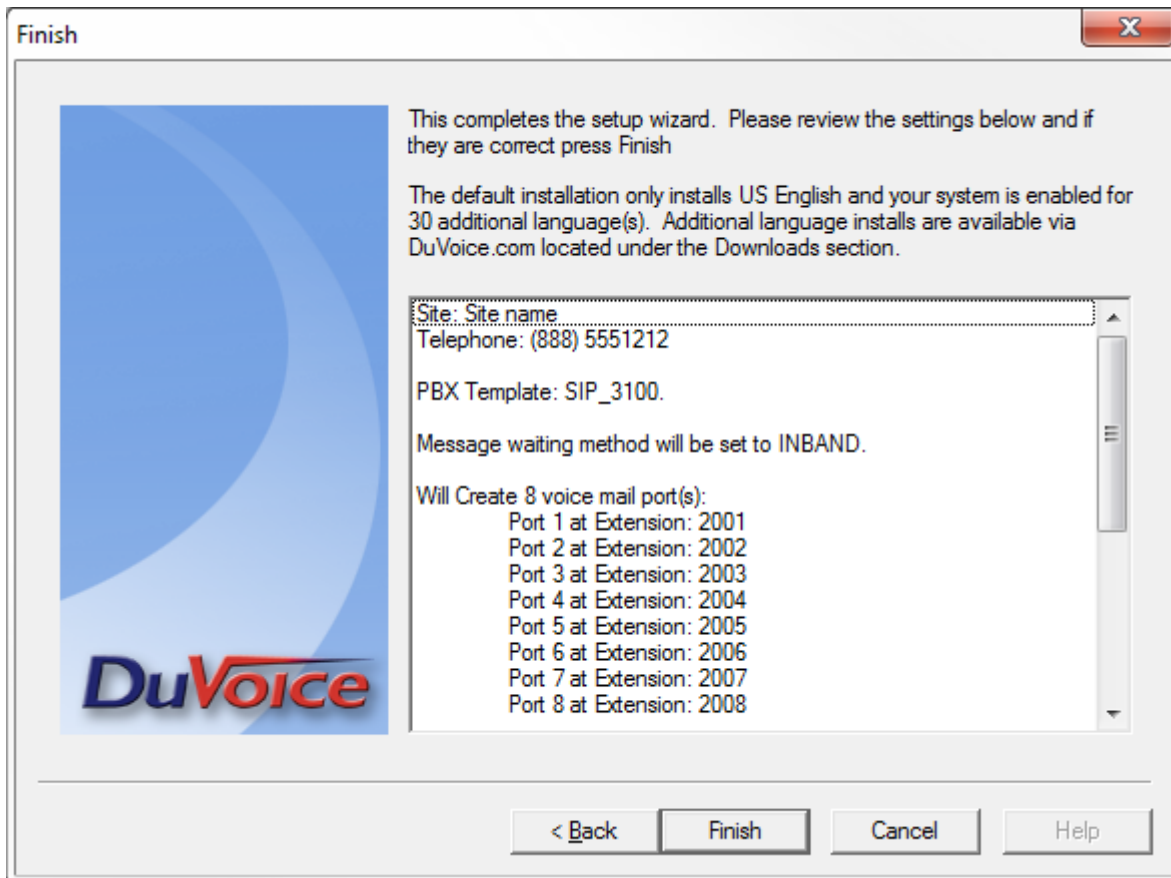 Finish
This completes the setup wizard.  Please review the settings below and if
they are correct press Finish
The default installation only installs US English and your system is enabled for
30 additional language(s).  Additional language installs are available via
DuVoice.com located under the Downloads section.
Site: Site name
Telephone: (888) 5551212
PBX Template: SIP_3100.
Message waiting method will be set to INBAND.
Will Create 8 voice mail port(s):
Port 1 at Extension: 2001
Port 2 at Extension: 2002
Port 3 at Extension: 2003
Port 4 at Extension: 2004
Port 5 at Extension: 2005
Port 6 at Extension: 2006
Port 7 at Extension: 2007
Port 8 at Extension: 2008
DuVoice
< Back
Finish
Cancel
Help